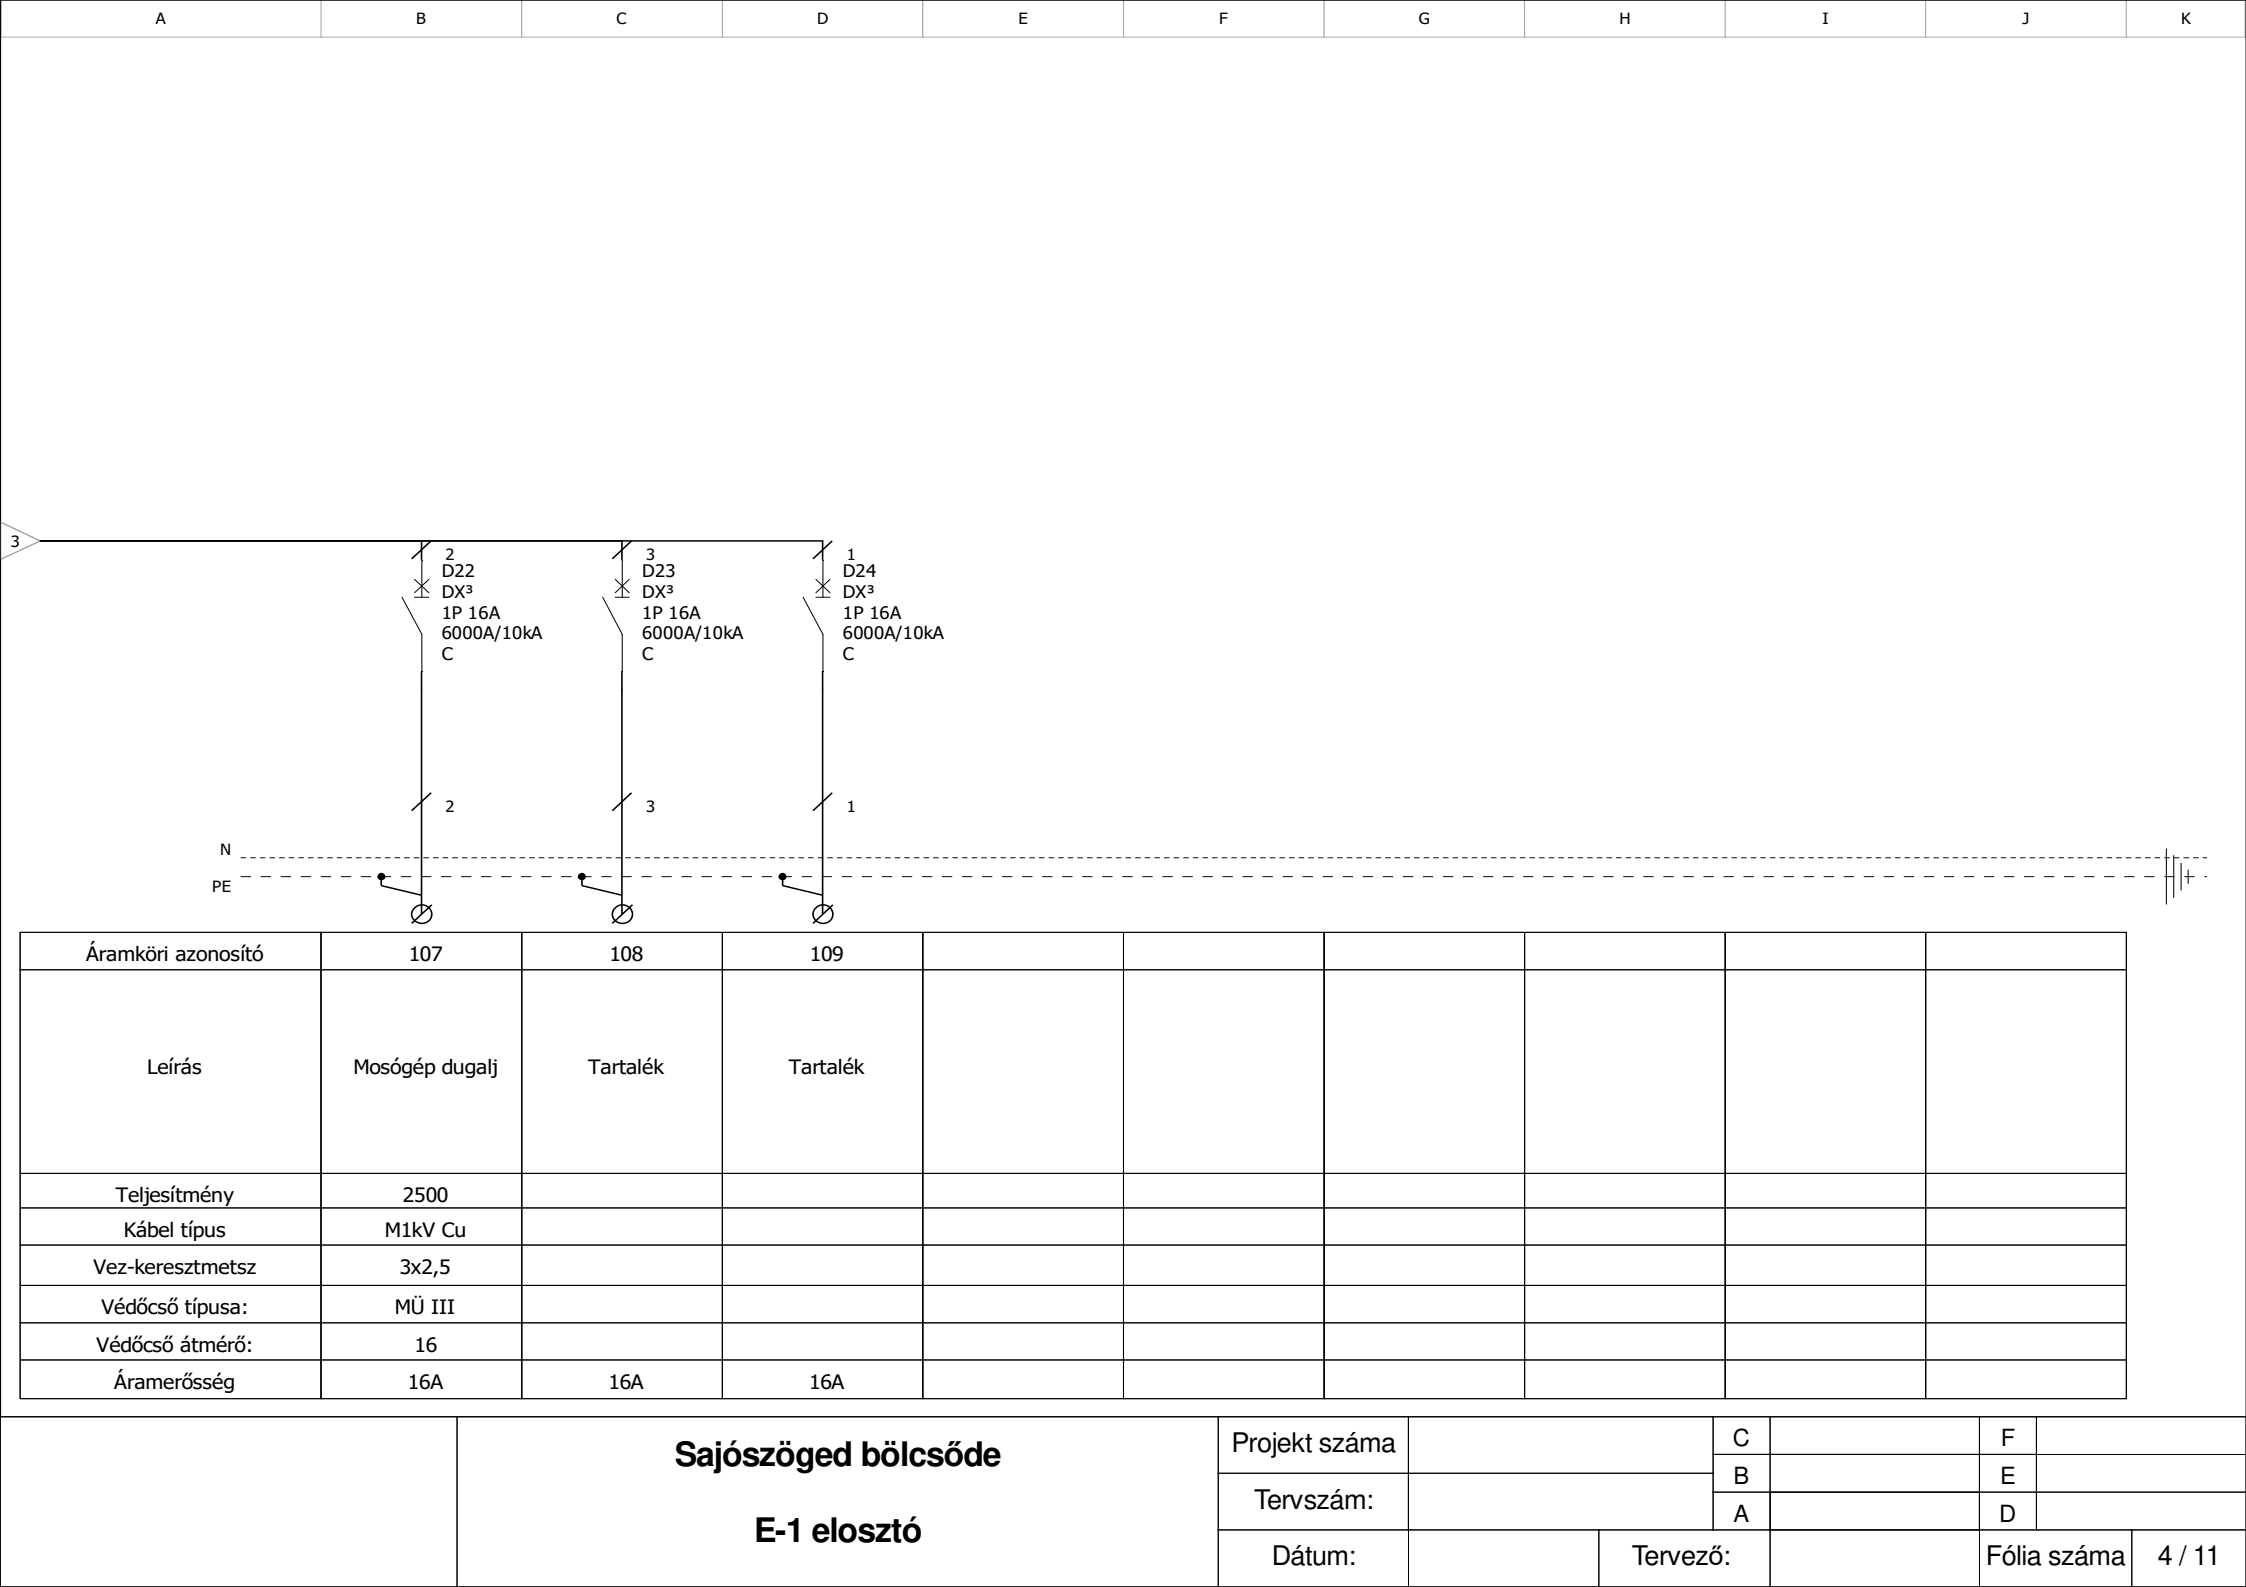 A B C D E F G H I J K
3
2 3 1
D22 D23 D24
DX³ DX³ DX³
1P 16A 1P 16A 1P 16A
6000A/10kA 6000A/10kA 6000A/10kA
C C C
2 3 1
N
PE
Áramköri azonosító 107 108 109
Leírás Mosógép dugalj Tartalék Tartalék
Teljesítmény 2500
Kábel típus M1kV Cu
Vez-keresztmetsz 3x2,5
Védőcső típusa: MÜ III
Védőcső átmérő: 16
Áramerősség 16A 16A 16A
Sajószöged bölcsőde
E-1 elosztó
Projekt száma C F
B E
Tervszám:
A D
Dátum: Tervező: Fólia száma 4 / 11